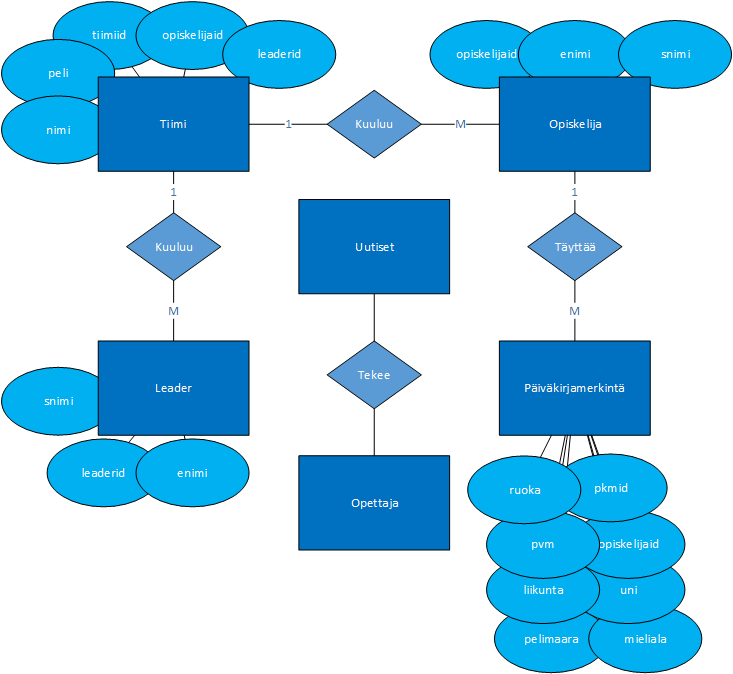 tiimiid
opiskelijaid
leaderid
peli
nimi
Tiimi
1
Kuuluu
M
opiskelijaid
enimi
snimi
Opiskelija
1
Kuuluu
M
Uutiset
1
Täyttää
M
snimi
Leader
leaderid
enimi
Tekee
Opettaja
Päiväkirjamerkintä
ruoka
pkmid
pvm
opiskelijaid
liikunta
uni
pelimaara
mieliala